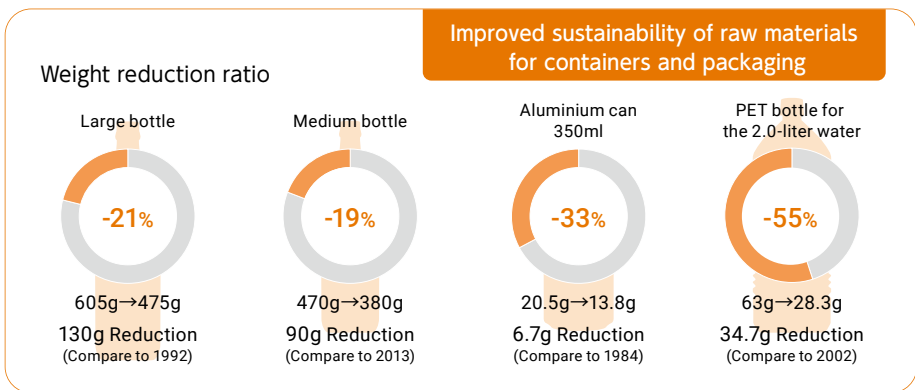 Improved sustainability of raw materials
for containers and packaging
Weight reduction ratio
Large bottle
-21%
605g→475g
130g Reduction
(Compare to 1992)
Medium bottle
-19%
470g→380g
90g Reduction
(Compare to 2013)
Aluminium can
350ml
-33%
20.5g→13.8g
6.7g Reduction
(Compare to 1984)
PET bottle for
the 2.0-liter water
-55%
63g→28.3g
34.7g Reduction
(Compare to 2002)